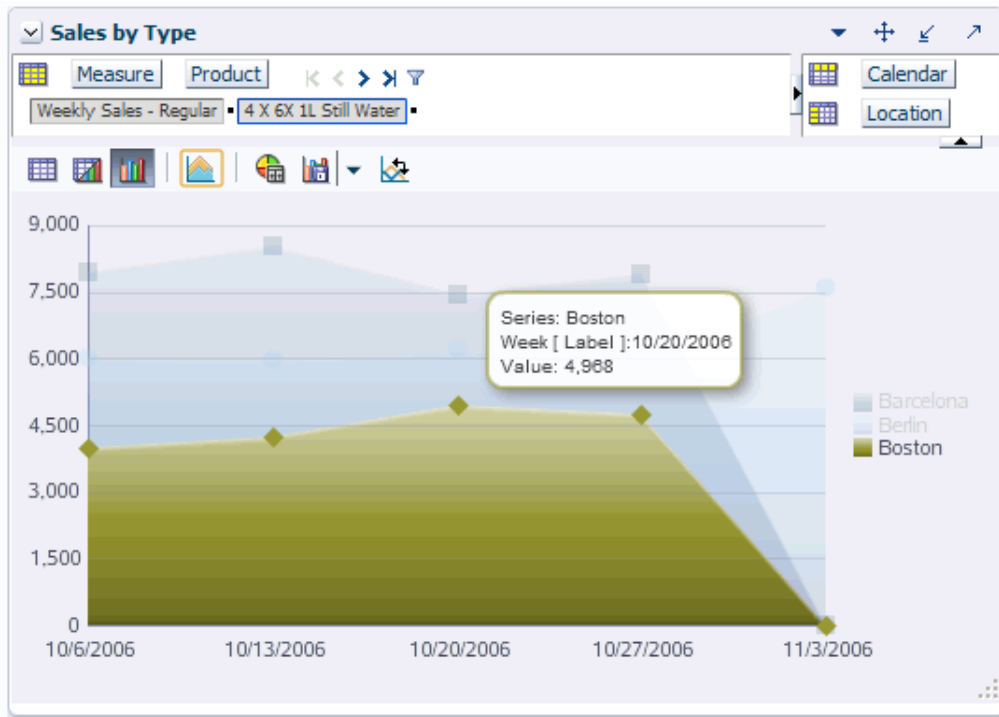 Sales by Type
Measure Product
Calendar
Weekly Sales - Regular 4 X 6X 1L Still Water
Location
9,000
7,500
6,000
4,500
3,000
1,500
0
Series: Boston
Week [ Label ]:10/20/2006
Value: 4,968
Barcelona
Berlin
Boston
10/6/2006 10/13/2006 10/20/2006 10/27/2006 11/3/2006